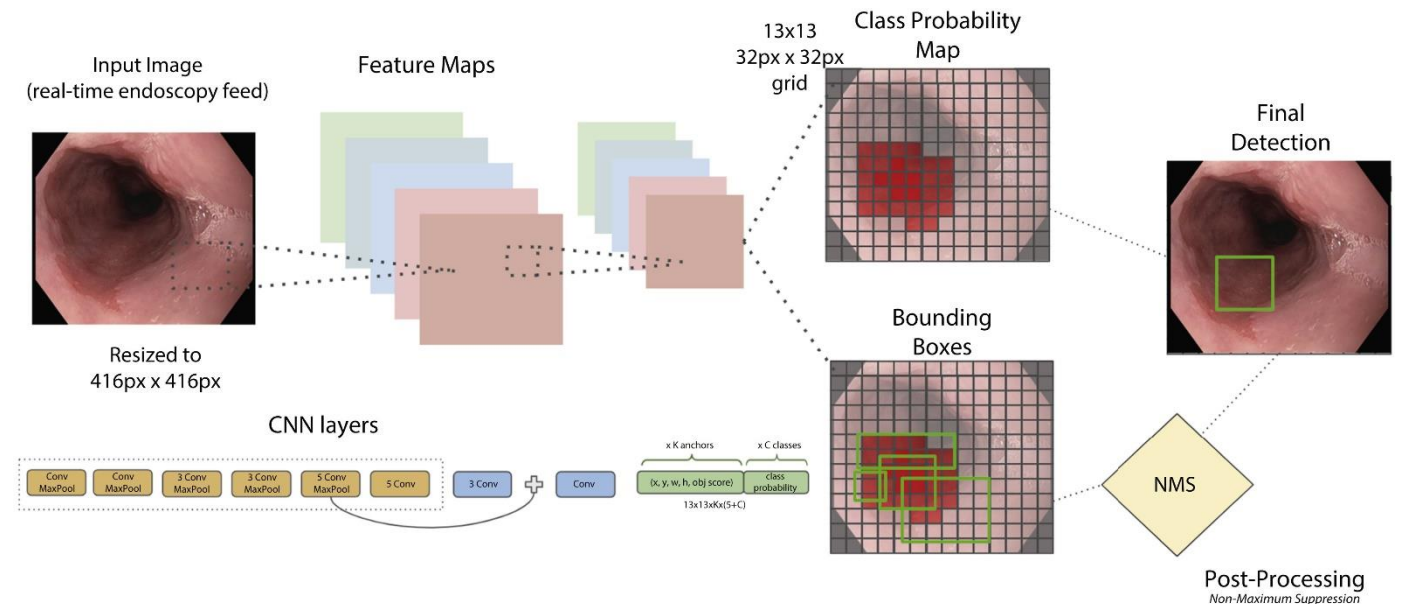 Input Image
(real-time endoscopy feed)
Resized to
416px x 416px
Feature Maps
13x13
32px x 32px
grid
Class Probability
Map
Bounding
Boxes
Final
Detection
CNN layers
Conv
MaxPool
Conv
MaxPool
3 Conv
MaxPool
3 Conv
MaxPool
5 Conv
MaxPool
5 Conv
3 Conv
Conv
x K anchors
x C classes
(x, y, w, h, obj score)
class
probability
13x13xKx(5+C)
NMS
Post-Processing
Non-Maximum Suppression